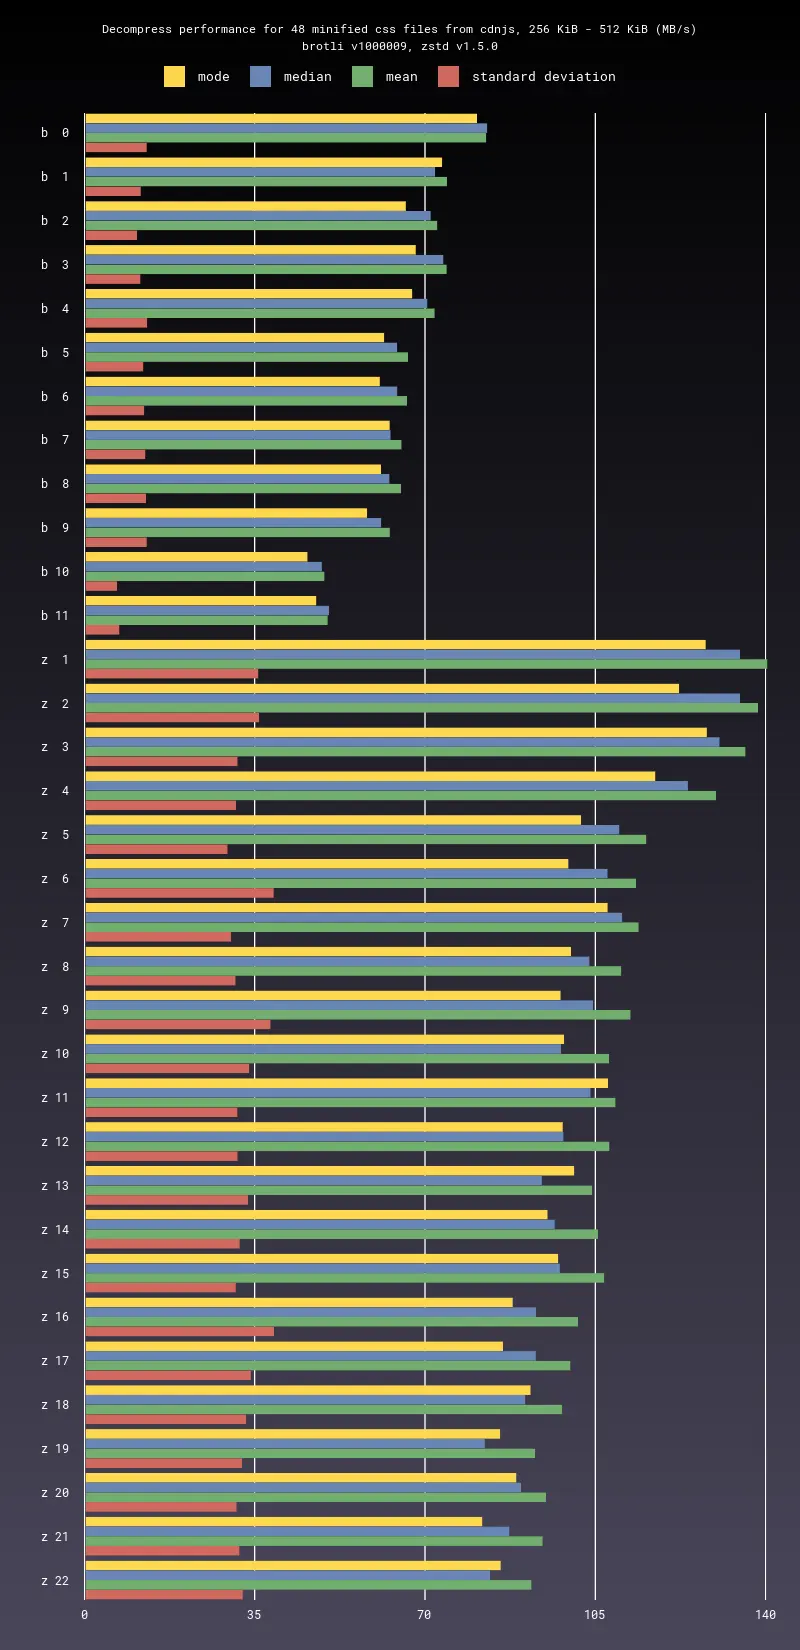 Decompress performance for 48 minified css files from cdnjs, 256 KiB - 512 KiB (MB/s)
brotli v1000009, zstd v1.5.0
mode median mean standard deviation
b 0
b 1
b 2
b 3
b 4
b 5
b 6
b 7
b 8
b 9
b 10
b 11
z 1
z 2
z 3
z 4
z 5
z 6
z 7
z 8
z 9
z 10
z 11
z 12
z 13
z 14
z 15
z 16
z 17
z 18
z 19
z 20
z 21
z 22
0 35 70 105 140